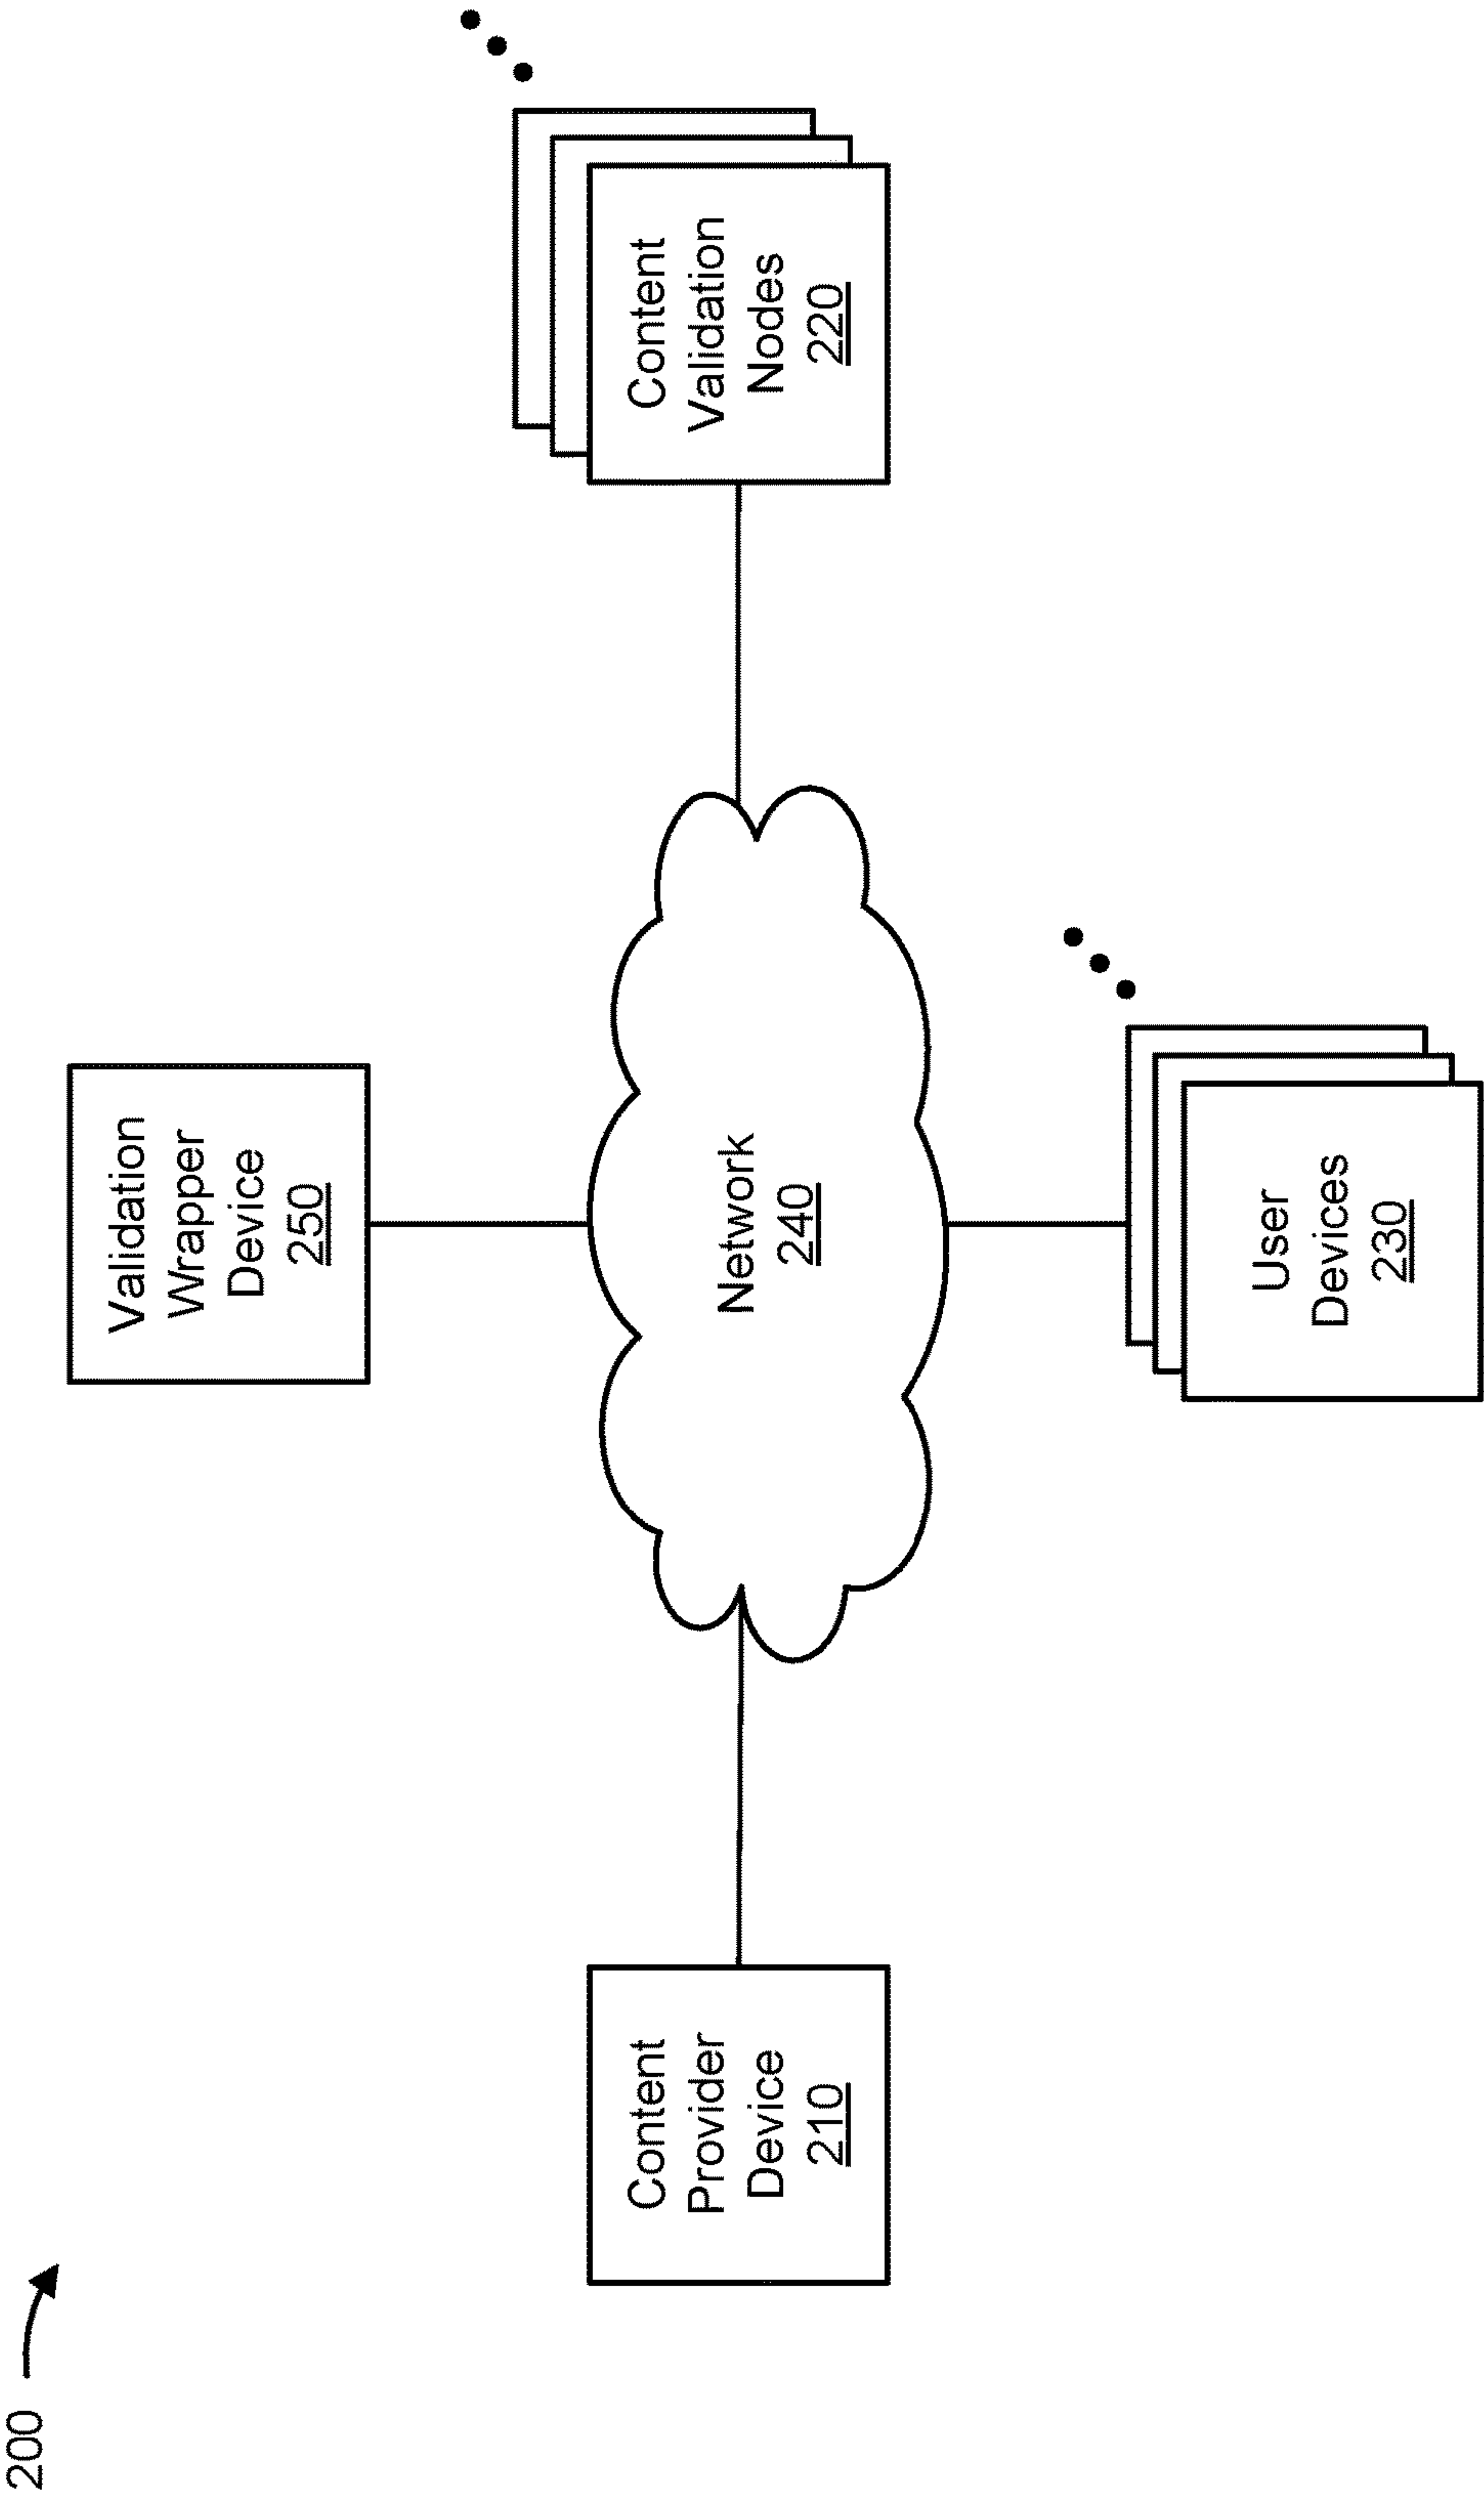 200
Validation
Wrapper
Device
250
Content
Provider
Device
210
Network
240
Content
Validation
Nodes
220
User
Devices
230